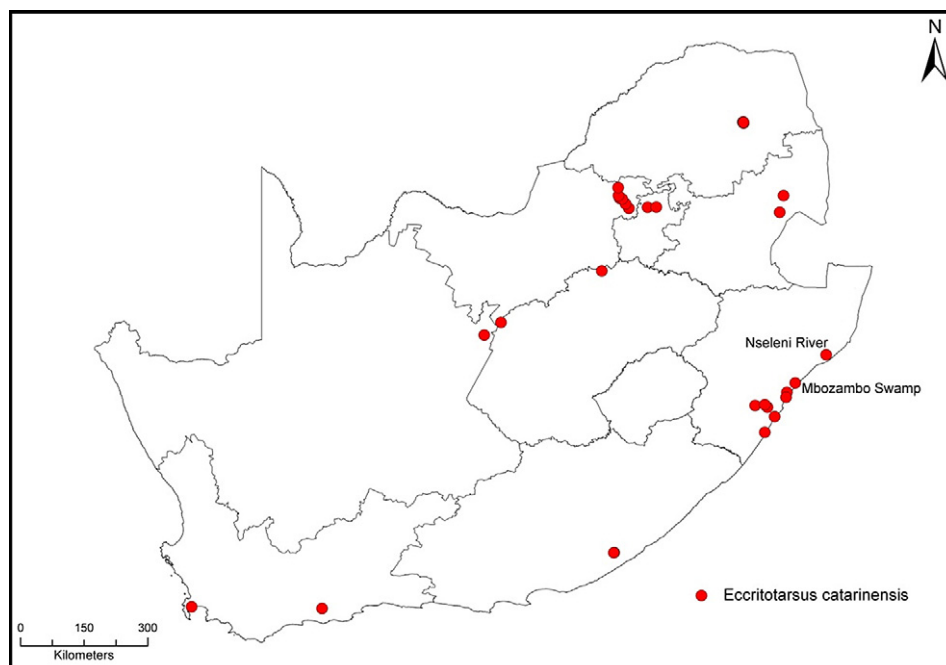 N
Nseleni River
Mbozambo Swamp
Eccritotarsus catarinensis
0 150 300
Kilometers